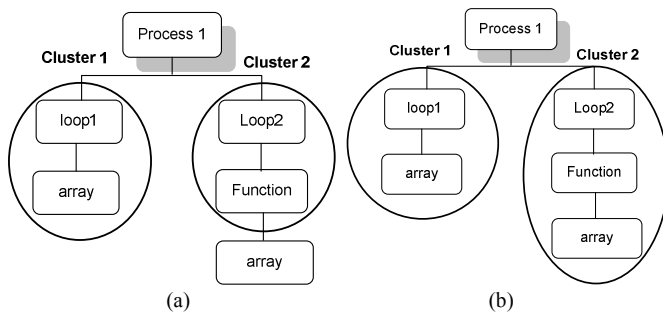 Process 1
Cluster 1
Cluster 2
loop1
Loop2
array
Function
array
(a)
Process 1
Cluster 1
Cluster 2
loop1
Loop2
array
Function
array
(b)